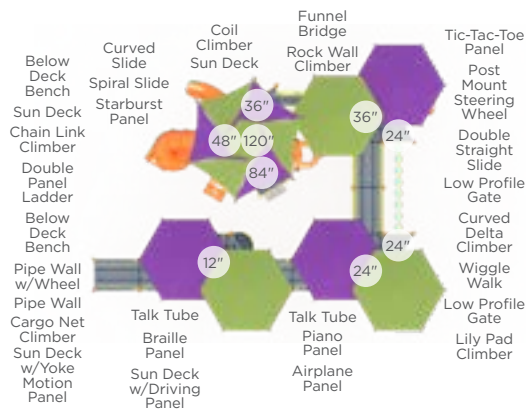 Below
Deck
Bench
Sun Deck
Chain Link
Climber
Double
Panel
Ladder
Below
Deck
Bench
Pipe Wall
w/Wheel
Pipe Wall
Cargo Net
Climber
Sun Deck
w/Yoke
Motion
Panel
Curved
Slide
Spiral Slide
Starburst
Panel
Coil
Climber
Sun Deck
Funnel
Bridge
Rock Wall
Climber
Tic-Tac-Toe
Panel
Post
Mount
Steering
Wheel
Double
Straight
Slide
Low Profile
Gate
Curved
Delta
Climber
Wiggle
Walk
Low Profile
Gate
Lily Pad
Climber
36"
48"
120"
84"
36"
24"
24"
24"
12"
Talk Tube
Braille
Panel
Sun Deck
w/Driving
Panel
Talk Tube
Piano
Panel
Airplane
Panel